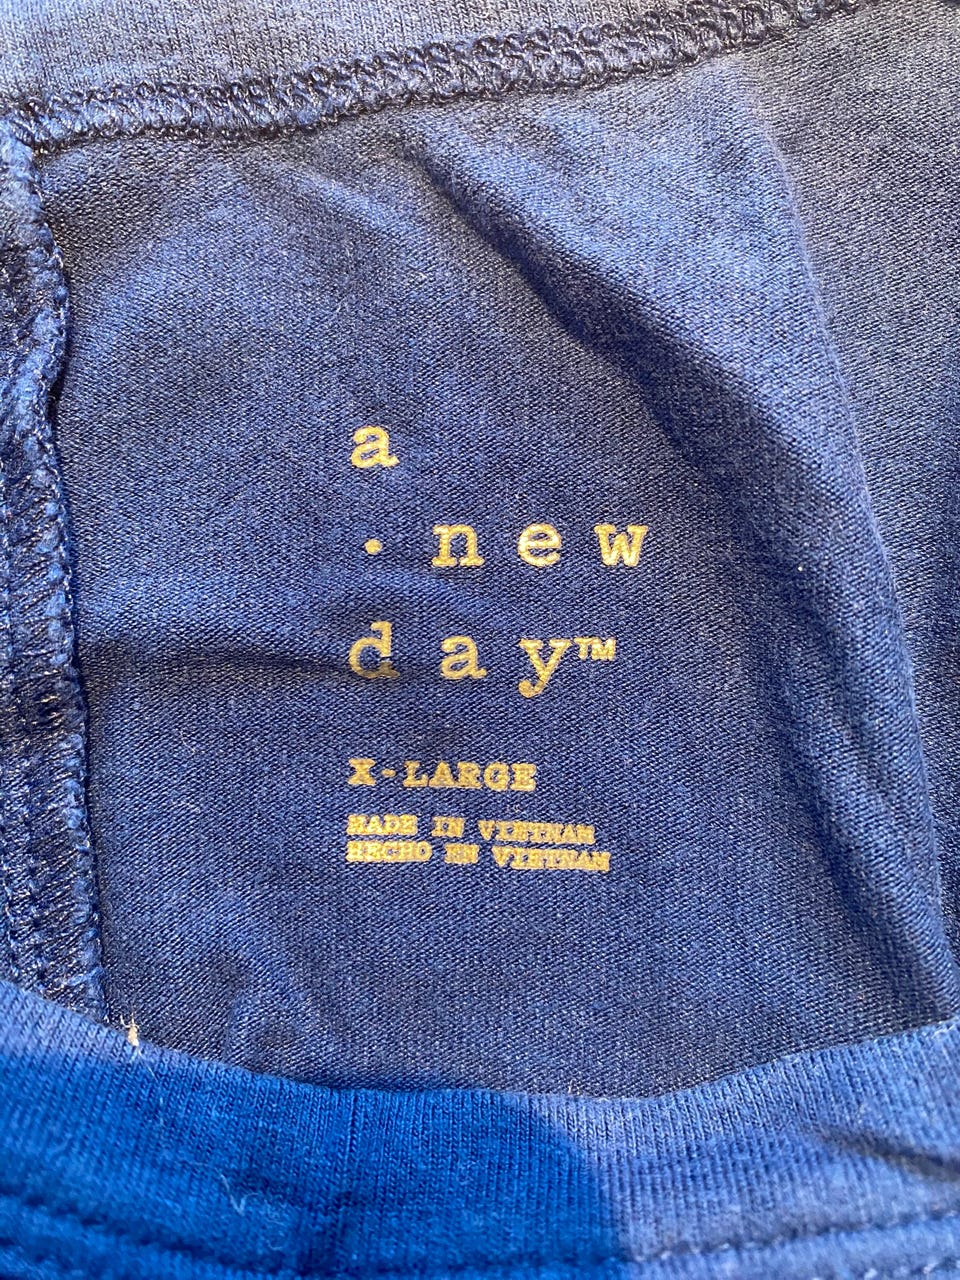 a
· new
day™
X-LARGE
MADE IN VIETNAM
HECHO EN VIETNAM